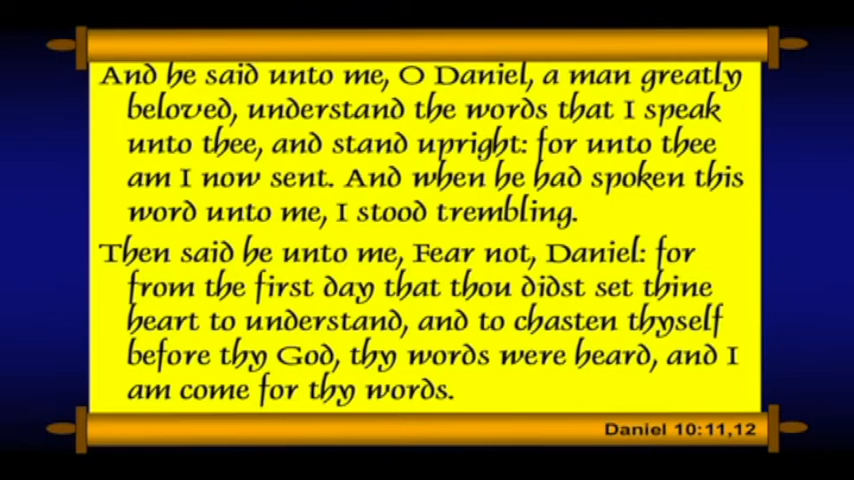 And he said unto me, O Daniel, a man greatly
beloved, understand the words that I speak
unto thee, and stand upright: for unto thee
am I now sent. And when he had spoken this
word unto me, I stood trembling.
Then said he unto me, Fear not, Daniel: for
from the first day that thou didst set thine
heart to understand, and to chasten thyself
before thy God, thy words were heard, and I
am come for thy words.
Daniel 10:11,12